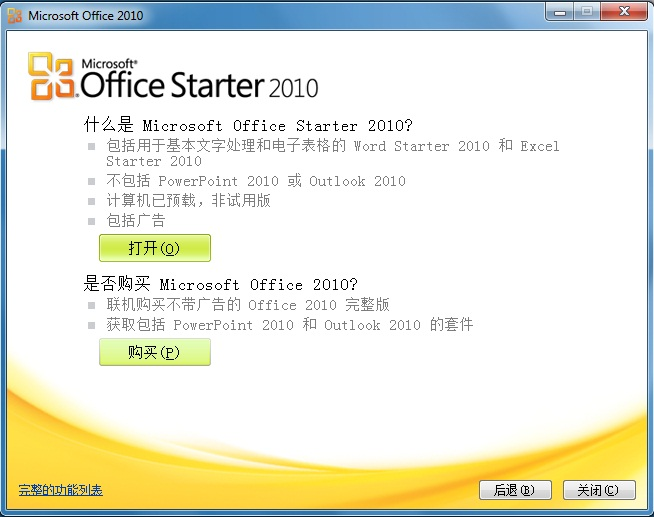 Microsoft Office 2010
Microsoft®
Office Starter 2010
什么是 Microsoft Office Starter 2010?
包括用于基本文字处理和电子表格的 Word Starter 2010 和 Excel
Starter 2010
不包括 PowerPoint 2010 或 Outlook 2010
计算机已预载，非试用版
包括广告
打开(O)
是否购买 Microsoft Office 2010?
联机购买不带广告的 Office 2010 完整版
获取包括 PowerPoint 2010 和 Outlook 2010 的套件
购买(P)
完整的功能列表
后退(B)
关闭(C)